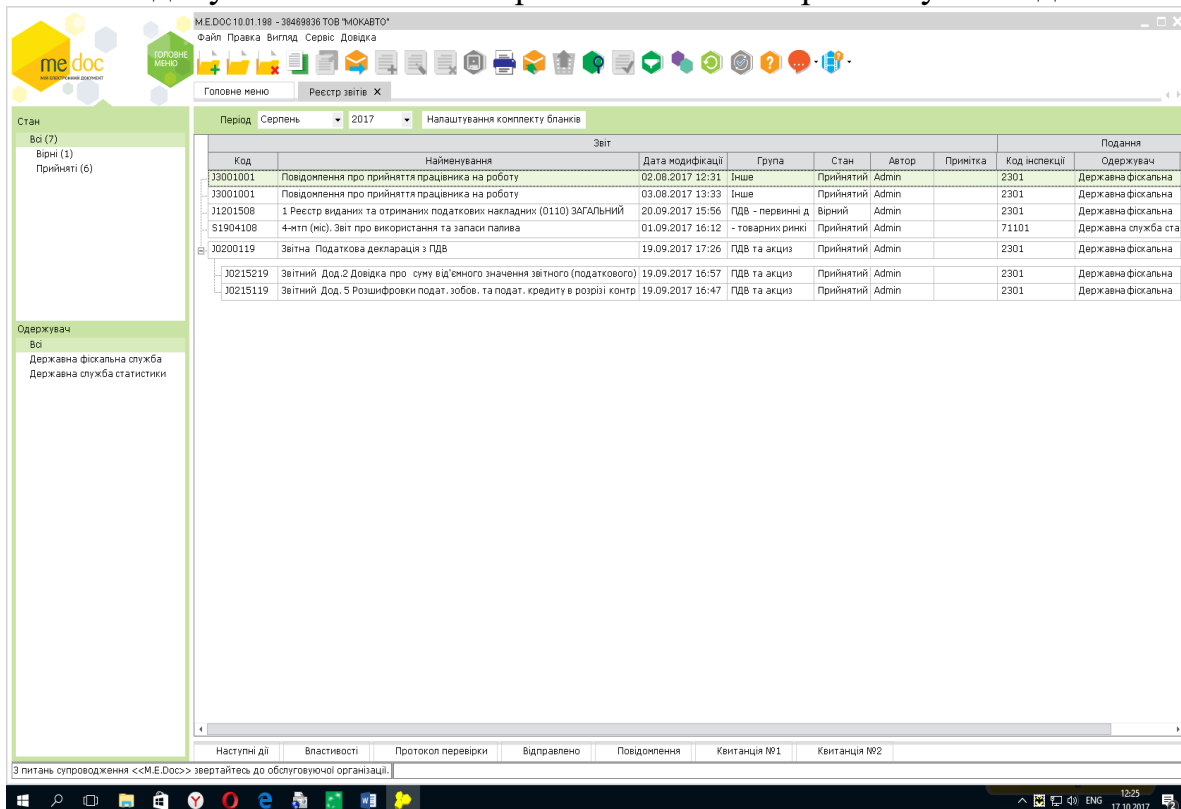 M.E.DOC 10.01.198 - 38469836 ТОВ "МОКАВТО"
Файл Правка Вигляд Сервіс Довідка
me doc
МІЙ ЕЛЕКТРОННИЙ ДОКУМЕНТ
ГОЛОВНЕ МЕНЮ
Головне меню Реєстр звітів X
Стан
Всі (7)
Вірні (1)
Прийняті (6)
Період Серпень 2017 Налаштування комплекту бланків
Звіт Подання
Код Найменування Дата модифікації Група Стан Автор Примітка Код інспекції Одержувач
J3001001 Повідомлення про прийняття працівника на роботу 02.08.2017 12:31 Інше Прийнятий Admin 2301 Державна фіскальна
J3001001 Повідомлення про прийняття працівника на роботу 03.08.2017 13:33 Інше Прийнятий Admin 2301 Державна фіскальна
J1201508 1 Реєстр виданих та отриманих податкових накладних (0110) ЗАГАЛЬНИЙ 20.09.2017 15:56 ПДВ - первинні д Вірний Admin 2301 Державна фіскальна
S1904108 4-мтп (міс). Звіт про використання та запаси палива 01.09.2017 16:12 - товарних ринкі Прийнятий Admin 71101 Державна служба ста
J0200119 Звітна Податкова декларація з ПДВ 19.09.2017 17:26 ПДВ та акциз Прийнятий Admin 2301 Державна фіскальна
J0215219 Звітний Дод.2 Довідка про суму від'ємного значення звітного (податкового) 19.09.2017 16:57 ПДВ та акциз Прийнятий Admin 2301 Державна фіскальна
J0215119 Звітний Дод. 5 Розшифровки подат. зобов. та подат. кредиту в розрізі контр 19.09.2017 16:47 ПДВ та акциз Прийнятий Admin 2301 Державна фіскальна
Одержувач
Всі
Державна фіскальна служба
Державна служба статистики
Наступні дії Властивості Протокол перевірки Відправлено Повідомлення Квитанція №1 Квитанція №2
З питань супроводження <<M.E.Doc>> звертайтесь до обслуговуючої організації.
ENG 12:25
17.10.2017